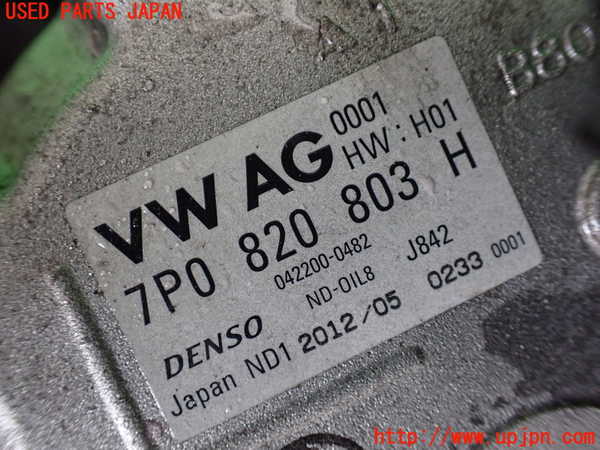 USED PARTS JAPAN
B80
VW AG 0001
HW : H01
7P0 820 803 H
042200-0482 J842
ND-OIL8
DENSO
Japan ND1 2012/05 0233 0001
http://www.upjpn.com